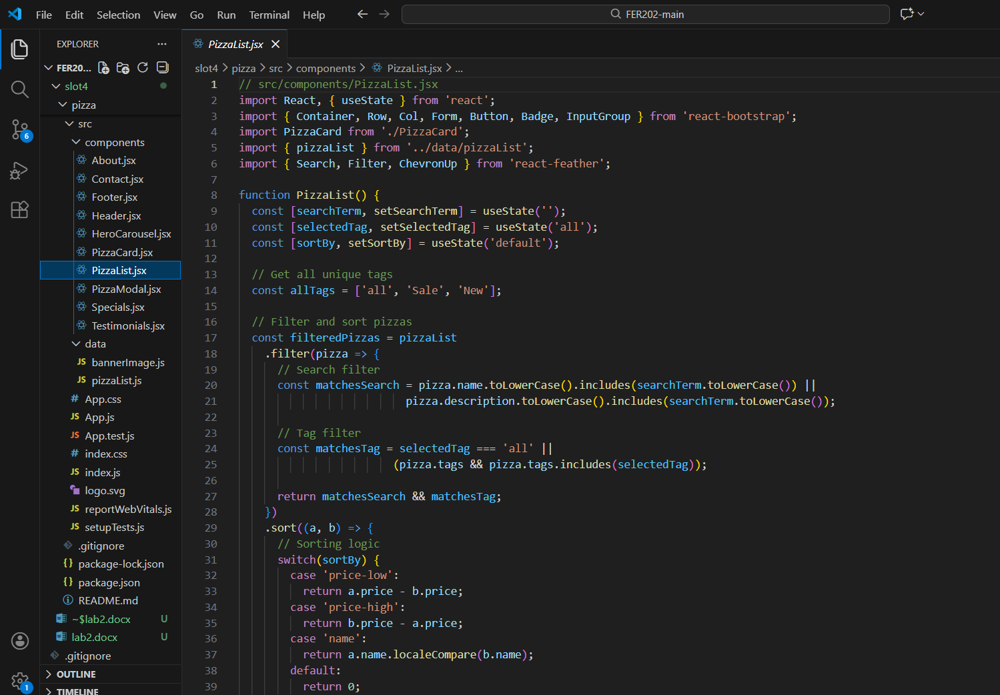 File Edit Selection View Go Run Terminal Help
FER202-main
EXPLORER
FER20...
slot4
pizza
src
components
About.jsx
Contact.jsx
Footer.jsx
Header.jsx
HeroCarousel.jsx
PizzaCard.jsx
PizzaList.jsx
PizzaModal.jsx
Specials.jsx
Testimonials.jsx
data
JS bannerImage.js
JS pizzaList.js
# App.css
JS App.js
JS App.test.js
# index.css
JS index.js
logo.svg
JS reportWebVitals.js
JS setupTests.js
.gitignore
{} package-lock.json
{} package.json
README.md
~$lab2.docx U
lab2.docx U
.gitignore
OUTLINE
TIMELINE
6
1
PizzaList.jsx
slot4 > pizza > src > components > PizzaList.jsx > ...
1 // src/components/PizzaList.jsx
2 import React, { useState } from 'react';
3 import { Container, Row, Col, Form, Button, Badge, InputGroup } from 'react-bootstrap';
4 import PizzaCard from './PizzaCard';
5 import { pizzaList } from '../data/pizzaList';
6 import { Search, Filter, ChevronUp } from 'react-feather';
7
8 function PizzaList() {
9 const [searchTerm, setSearchTerm] = useState('');
10 const [selectedTag, setSelectedTag] = useState('all');
11 const [sortBy, setSortBy] = useState('default');
12
13 // Get all unique tags
14 const allTags = ['all', 'Sale', 'New'];
15
16 // Filter and sort pizzas
17 const filteredPizzas = pizzaList
18 .filter(pizza => {
19 // Search filter
20 const matchesSearch = pizza.name.toLowerCase().includes(searchTerm.toLowerCase()) ||
21 pizza.description.toLowerCase().includes(searchTerm.toLowerCase());
22
23 // Tag filter
24 const matchesTag = selectedTag === 'all' ||
25 (pizza.tags && pizza.tags.includes(selectedTag));
26
27 return matchesSearch && matchesTag;
28 })
29 .sort((a, b) => {
30 // Sorting logic
31 switch(sortBy) {
32 case 'price-low':
33 return a.price - b.price;
34 case 'price-high':
35 return b.price - a.price;
36 case 'name':
37 return a.name.localeCompare(b.name);
38 default:
39 return 0;